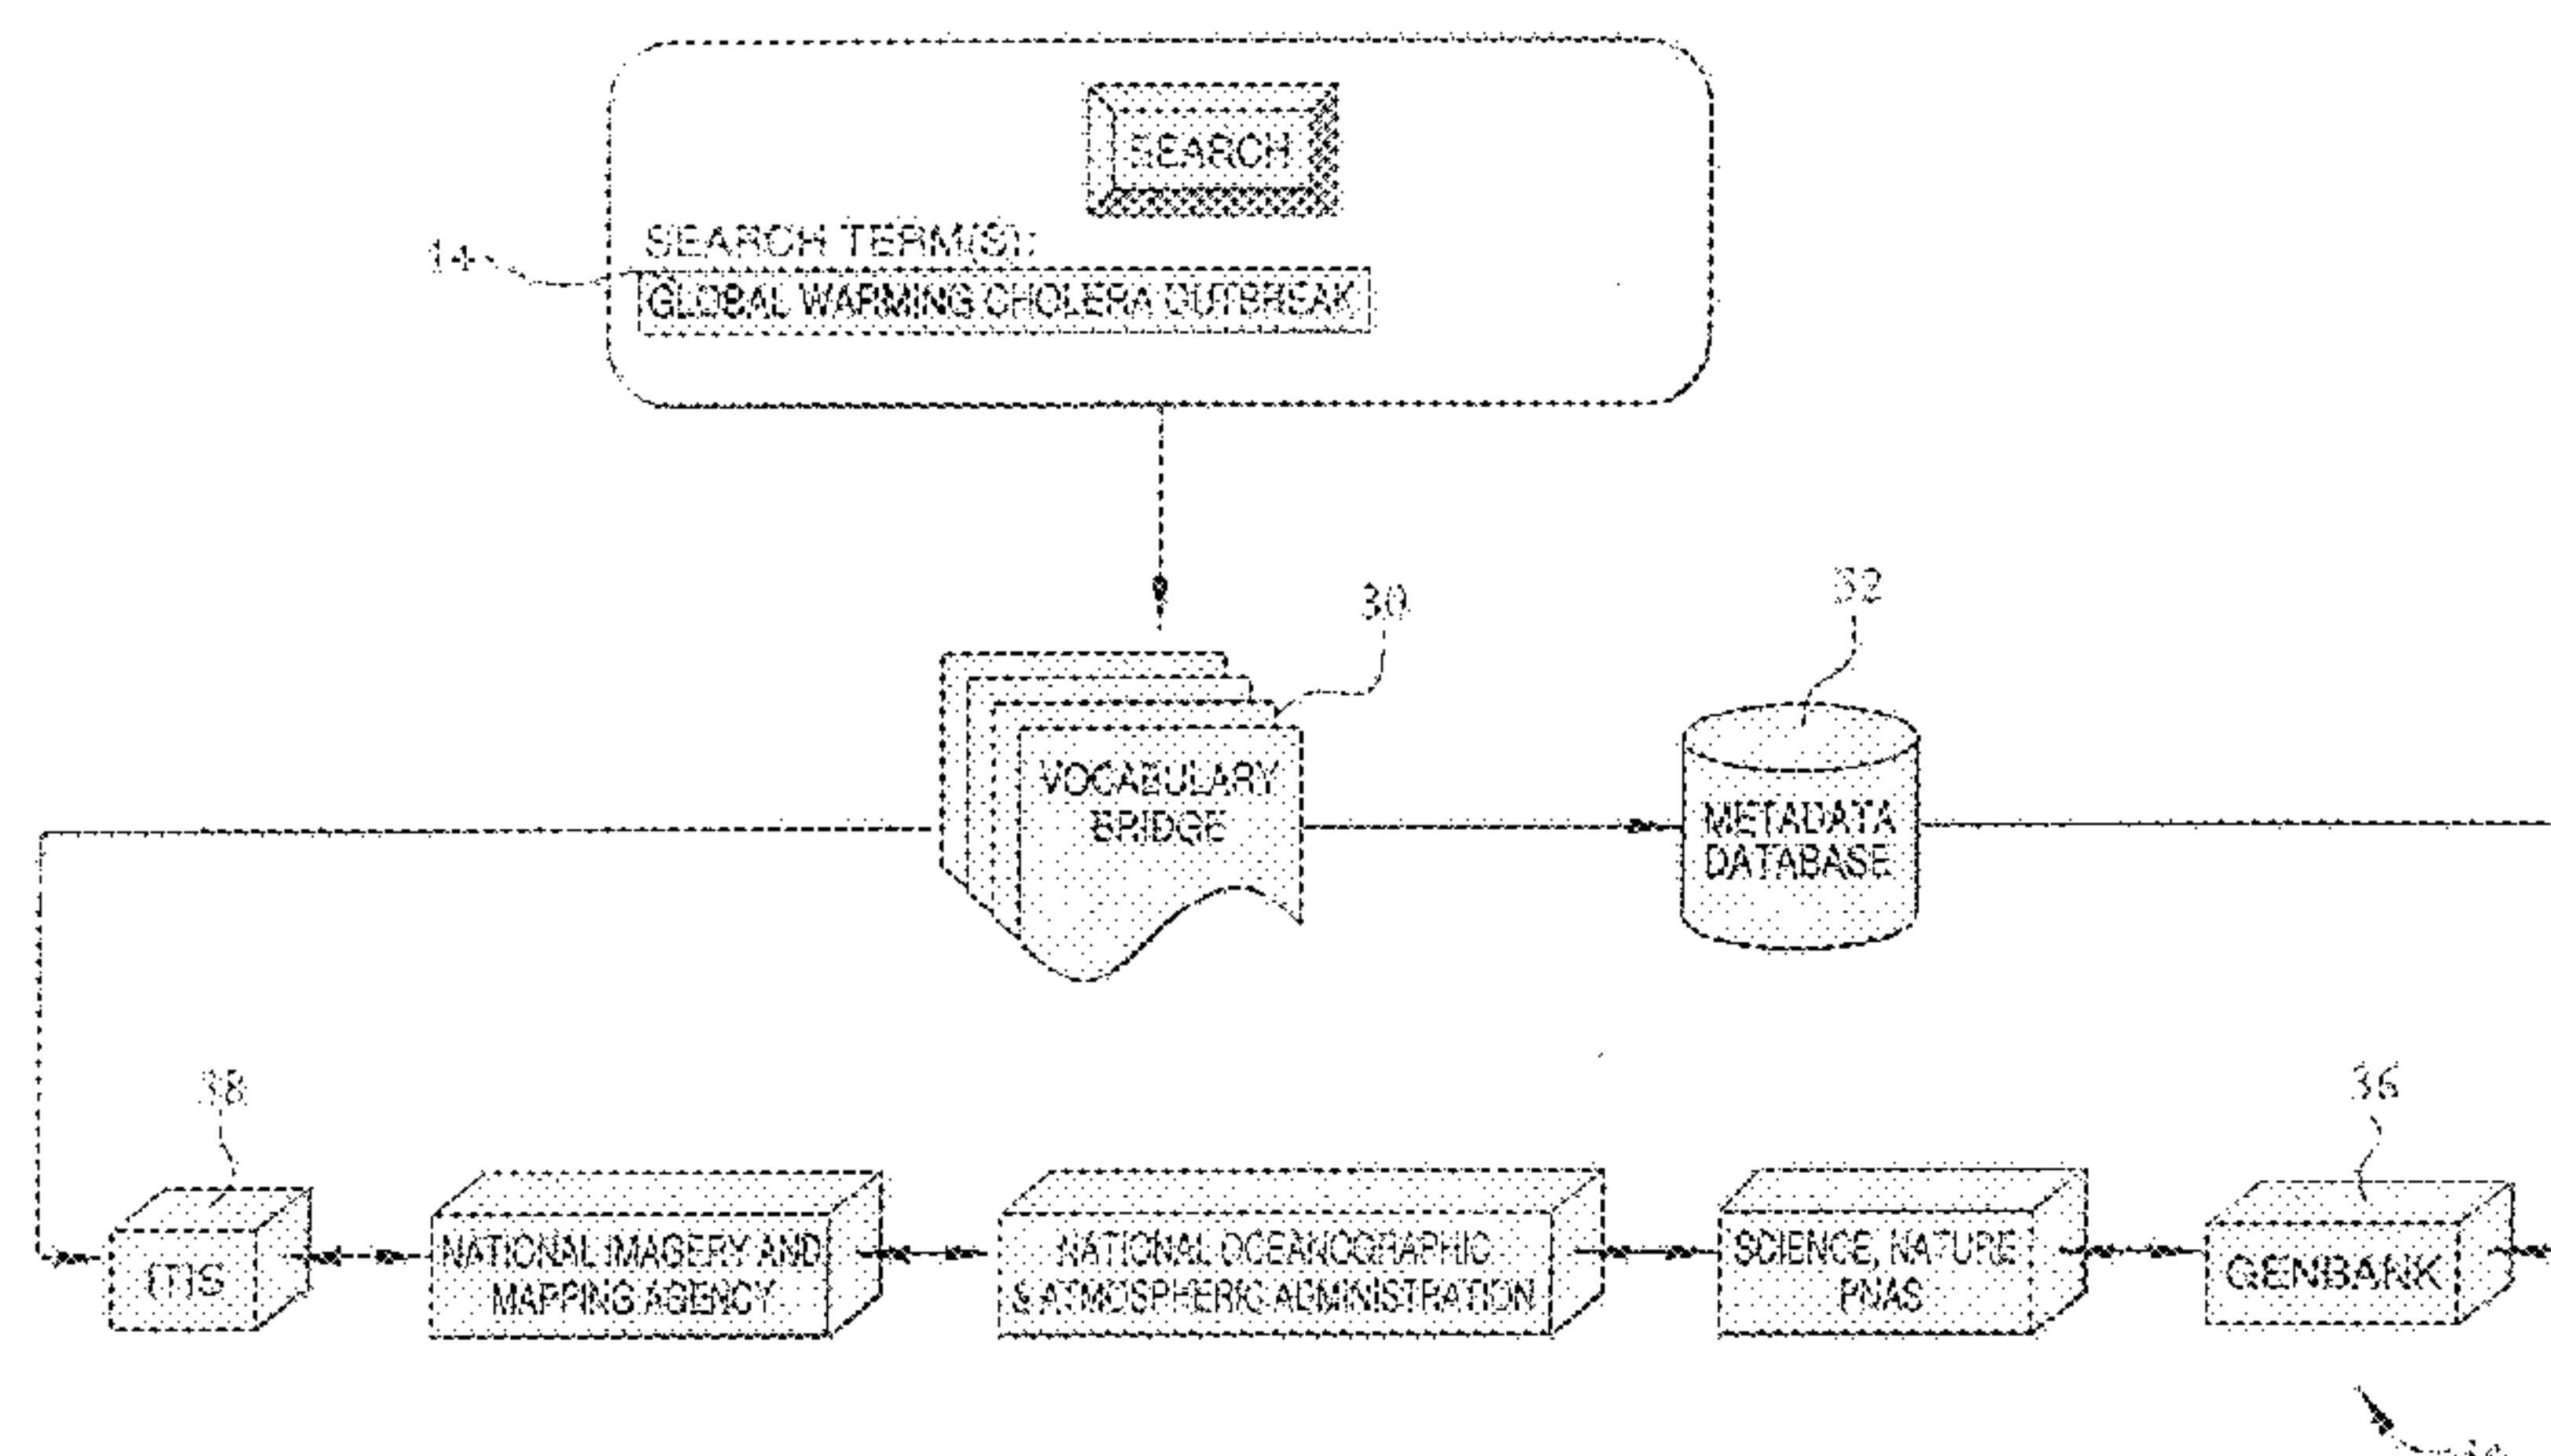 SEARCH
SEARCH TERM(S):
14
GLOBAL WARMING CHOLERA OUTBREAK
30
32
VOCABULARY
BRIDGE
METADATA
DATABASE
38
36
ITIS
NATIONAL IMAGERY AND
MAPPING AGENCY
NATIONAL OCEANOGRAPHIC
& ATMOSPHERIC ADMINISTRATION
SCIENCE, NATURE
PNAS
GENBANK